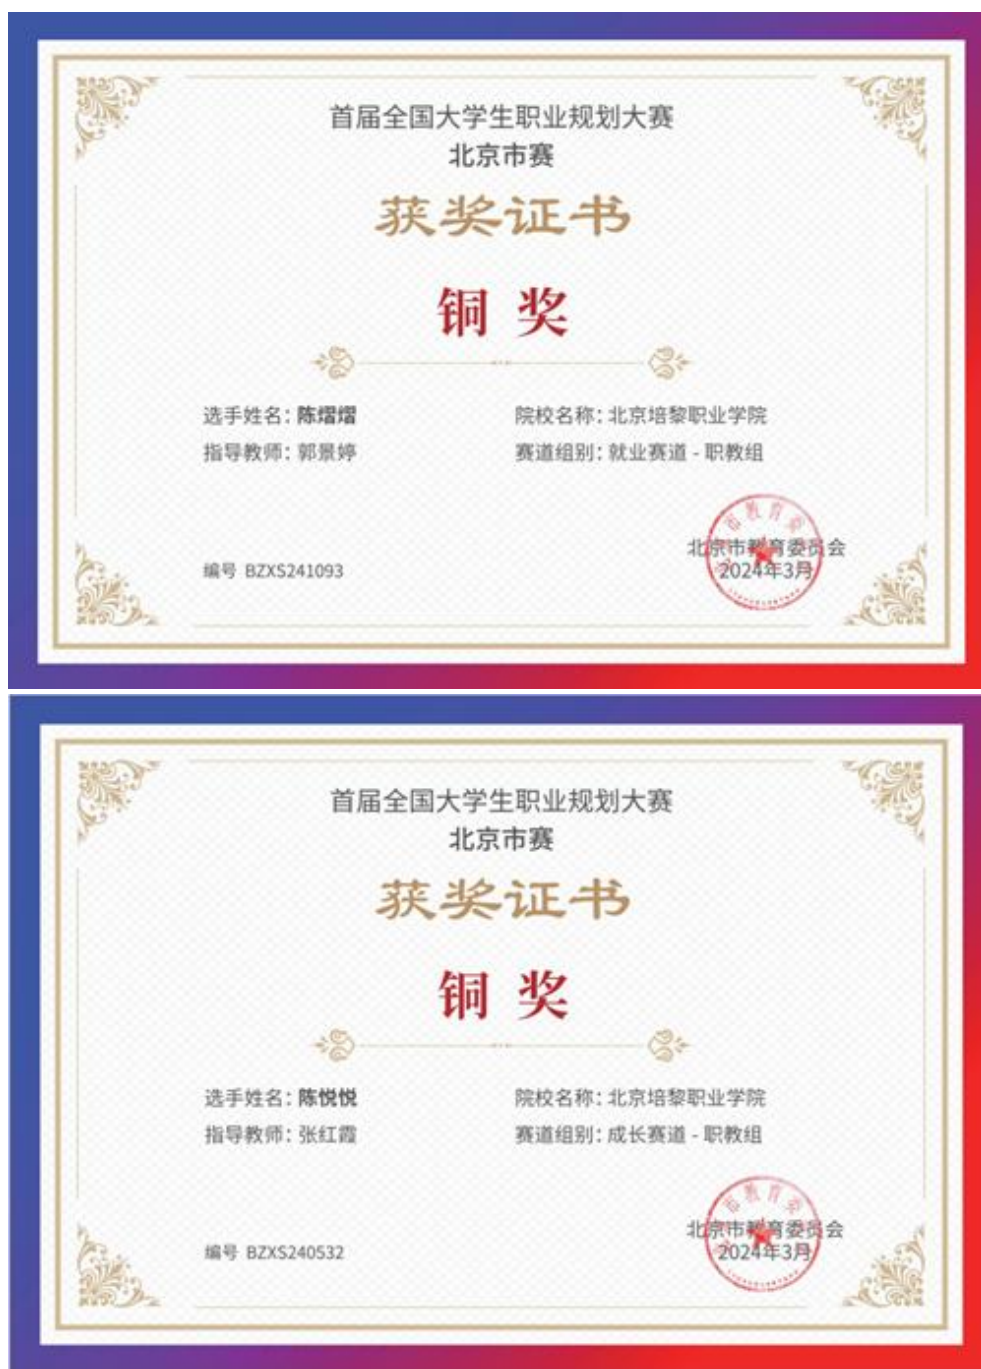 首届全国大学生职业规划大赛
北京市赛
获奖证书
铜奖
选手姓名：陈熠熠 院校名称：北京培黎职业学院
指导教师：郭景婷 赛道组别：就业赛道 - 职教组
北京市教育委员会
编号 BZXS241093 2024年3月
首届全国大学生职业规划大赛
北京市赛
获奖证书
铜奖
选手姓名：陈悦悦 院校名称：北京培黎职业学院
指导教师：张红霞 赛道组别：成长赛道 - 职教组
北京市教育委员会
编号 BZXS240532 2024年3月